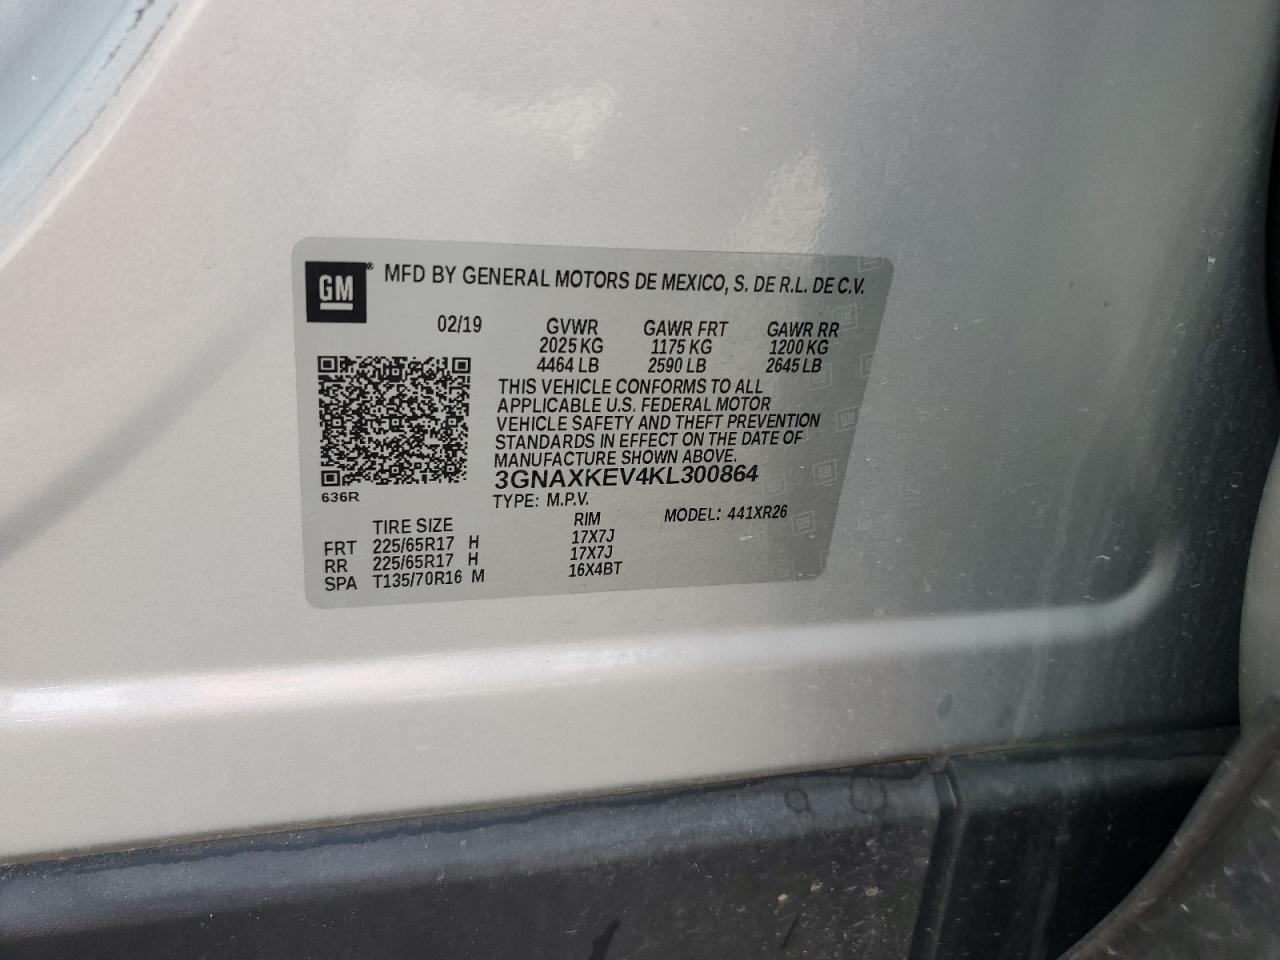 GM
MFD BY GENERAL MOTORS DE MEXICO, S. DE R.L. DE C.V.
02/19 GVWR GAWR FRT GAWR RR
2025 KG 1175 KG 1200 KG
4464 LB 2590 LB 2645 LB
THIS VEHICLE CONFORMS TO ALL
APPLICABLE U.S. FEDERAL MOTOR
VEHICLE SAFETY AND THEFT PREVENTION
STANDARDS IN EFFECT ON THE DATE OF
MANUFACTURE SHOWN ABOVE.
3GNAXKEV4KL300864
636R
TYPE: M.P.V. MODEL: 441XR26
TIRE SIZE RIM
FRT 225/65R17 H 17X7J
RR 225/65R17 H 17X7J
SPA T135/70R16 M 16X4BT